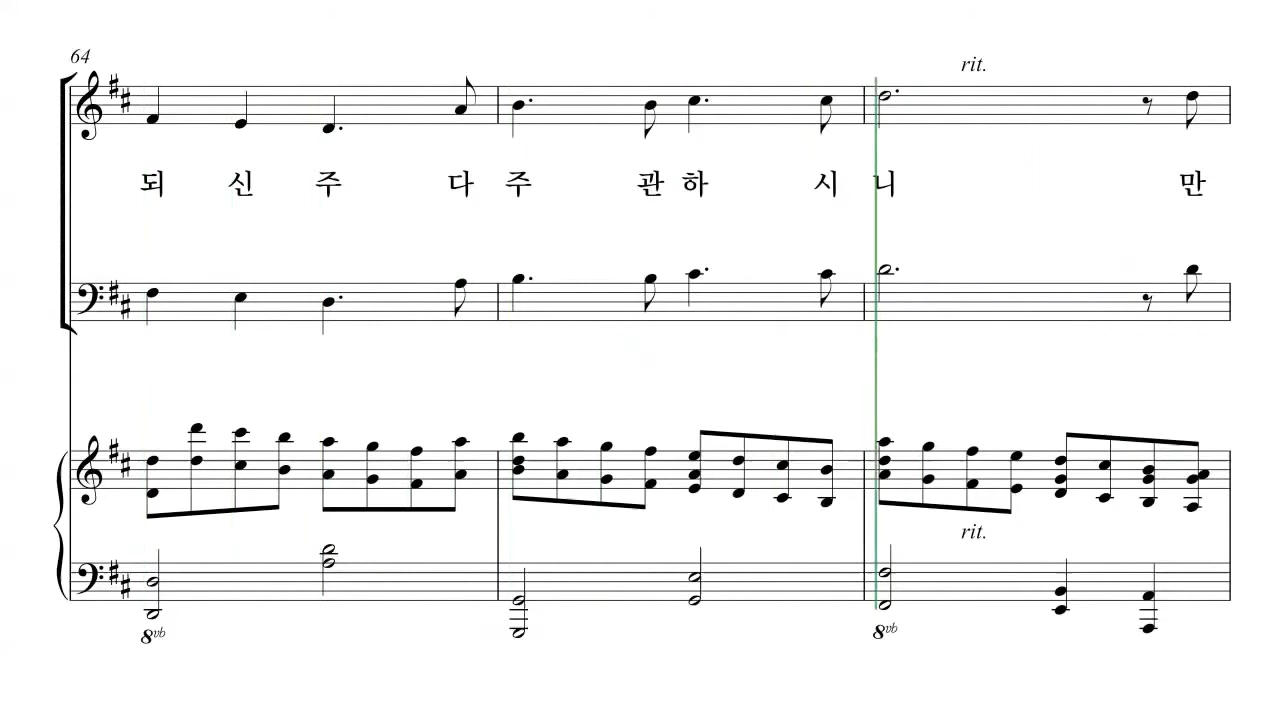 64
rit.
되 신 주 다 주 관 하 시 니 만
rit.
8vb 8vb